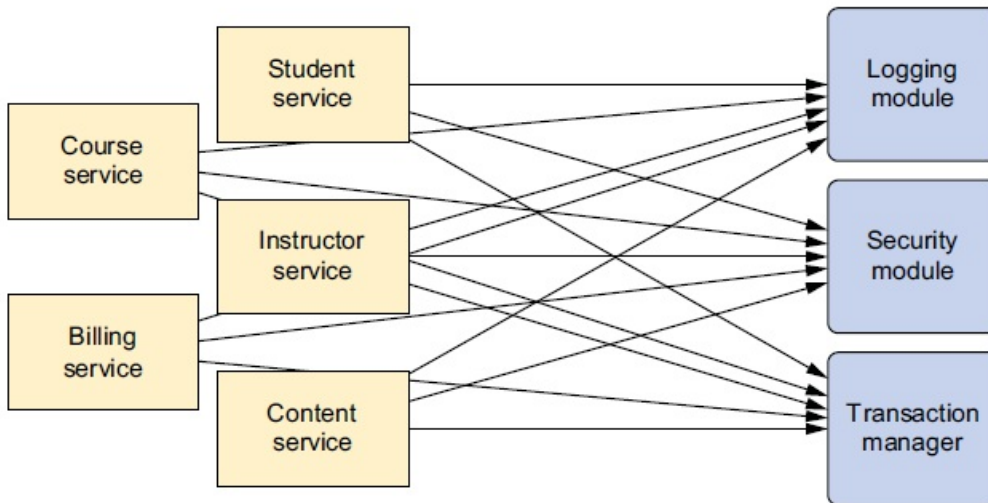 Student
service
Logging
module
Course
service
Instructor
service
Security
module
Billing
service
Content
service
Transaction
manager